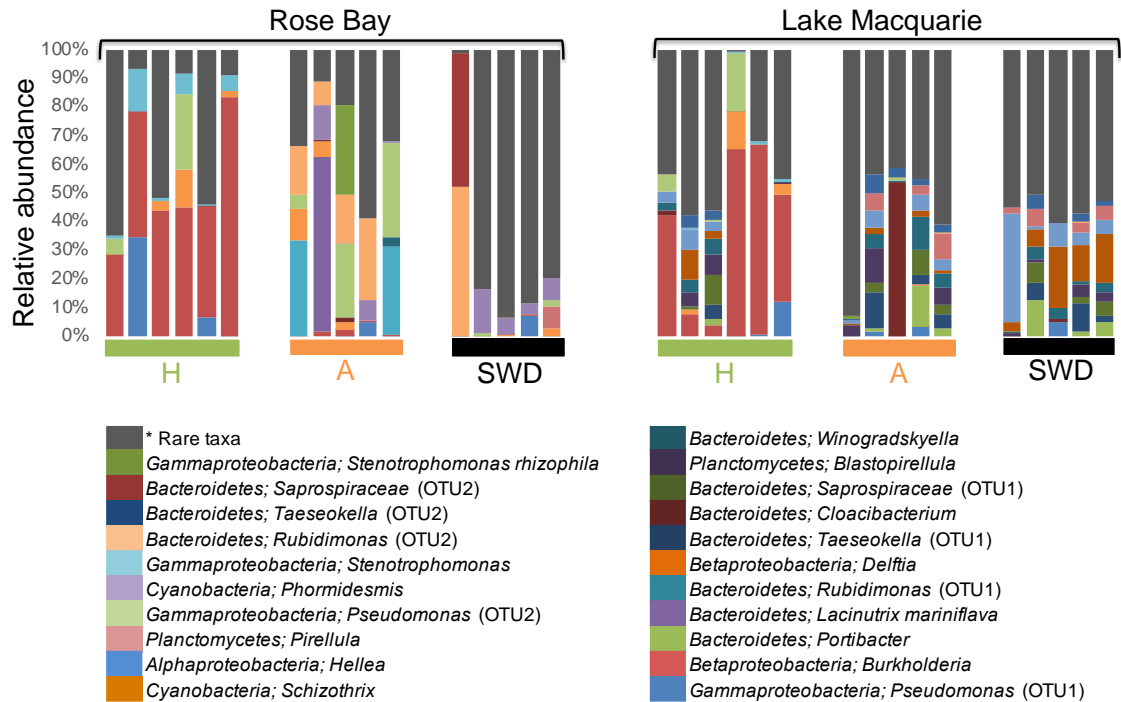 Rose Bay
Lake Macquarie
Relative abundance
100%
90%
80%
70%
60%
50%
40%
30%
20%
10%
0%
H
A
SWD
H
A
SWD
* Rare taxa
Gammaproteobacteria; Stenotrophomonas rhizophila
Bacteroidetes; Saprospiraceae (OTU2)
Bacteroidetes; Taeseokella (OTU2)
Bacteroidetes; Rubidimonas (OTU2)
Gammaproteobacteria; Stenotrophomonas
Cyanobacteria; Phormidesmis
Gammaproteobacteria; Pseudomonas (OTU2)
Planctomycetes; Pirellula
Alphaproteobacteria; Hellea
Cyanobacteria; Schizothrix
Bacteroidetes; Winogradskyella
Planctomycetes; Blastopirellula
Bacteroidetes; Saprospiraceae (OTU1)
Bacteroidetes; Cloacibacterium
Bacteroidetes; Taeseokella (OTU1)
Betaproteobacteria; Delftia
Bacteroidetes; Rubidimonas (OTU1)
Bacteroidetes; Lacinutrix mariniflava
Bacteroidetes; Portibacter
Betaproteobacteria; Burkholderia
Gammaproteobacteria; Pseudomonas (OTU1)